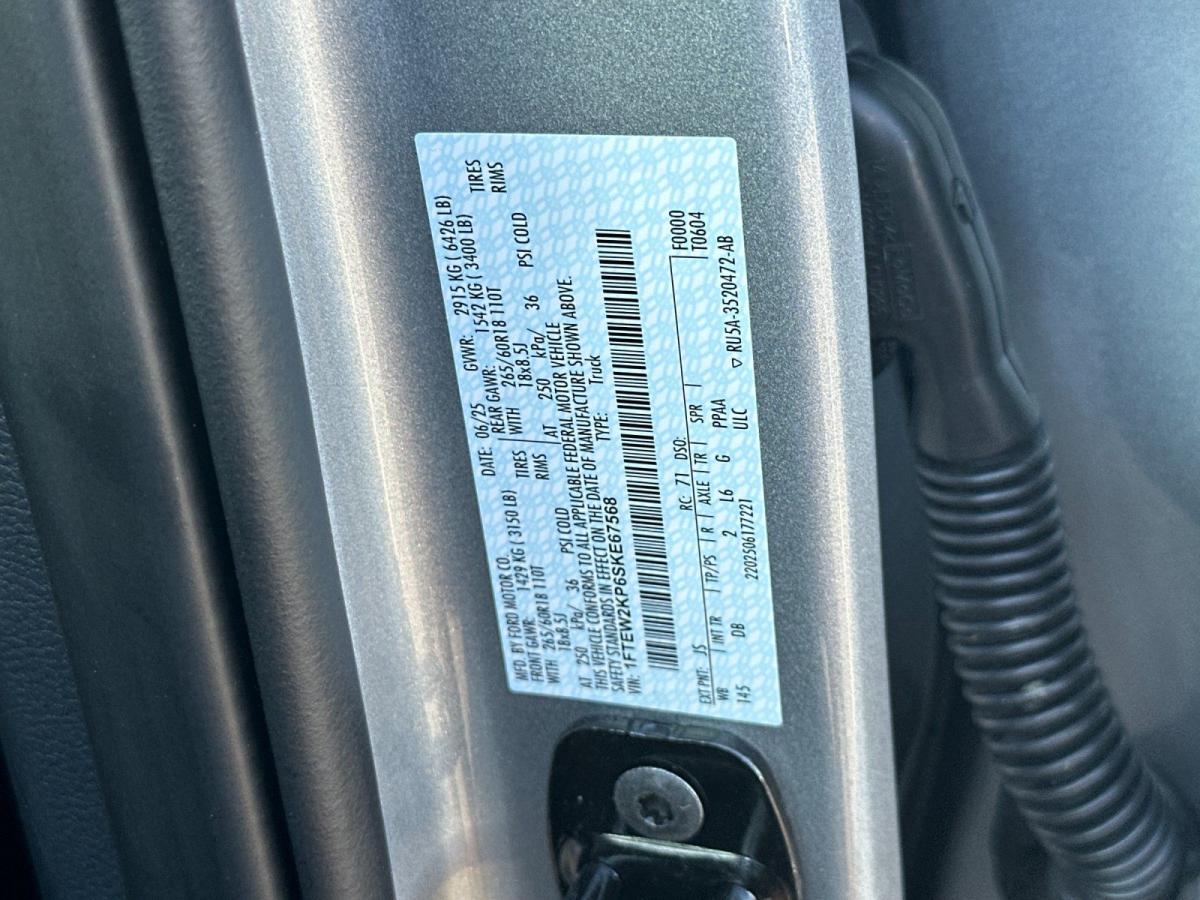 MFD. BY FORD MOTOR CO. DATE: 06/25 GVWR: 2915 KG ( 6426 LB)
FRONT GAWR: 1429 KG ( 3150 LB) REAR GAWR: 1542 KG ( 3400 LB)
WITH 265/60R18 110T TIRES WITH 265/60R18 110T TIRES
18x8.5J RIMS 18x8.5J RIMS
AT 250 kPa/ 36 PSI COLD AT 250 kPa/ 36 PSI COLD
THIS VEHICLE CONFORMS TO ALL APPLICABLE FEDERAL MOTOR VEHICLE
SAFETY STANDARDS IN EFFECT ON THE DATE OF MANUFACTURE SHOWN ABOVE.
VIN: 1FTEW2KP6SKE67568 TYPE: Truck
F0000
EXT PNT: JS RC: 71 DSO: T0604
WB INT TR TP/PS R AXLE TR SPR
145 DB 2 L6 G PPAA
2202506177221 ULC ▽ RU5A-3520472-AB